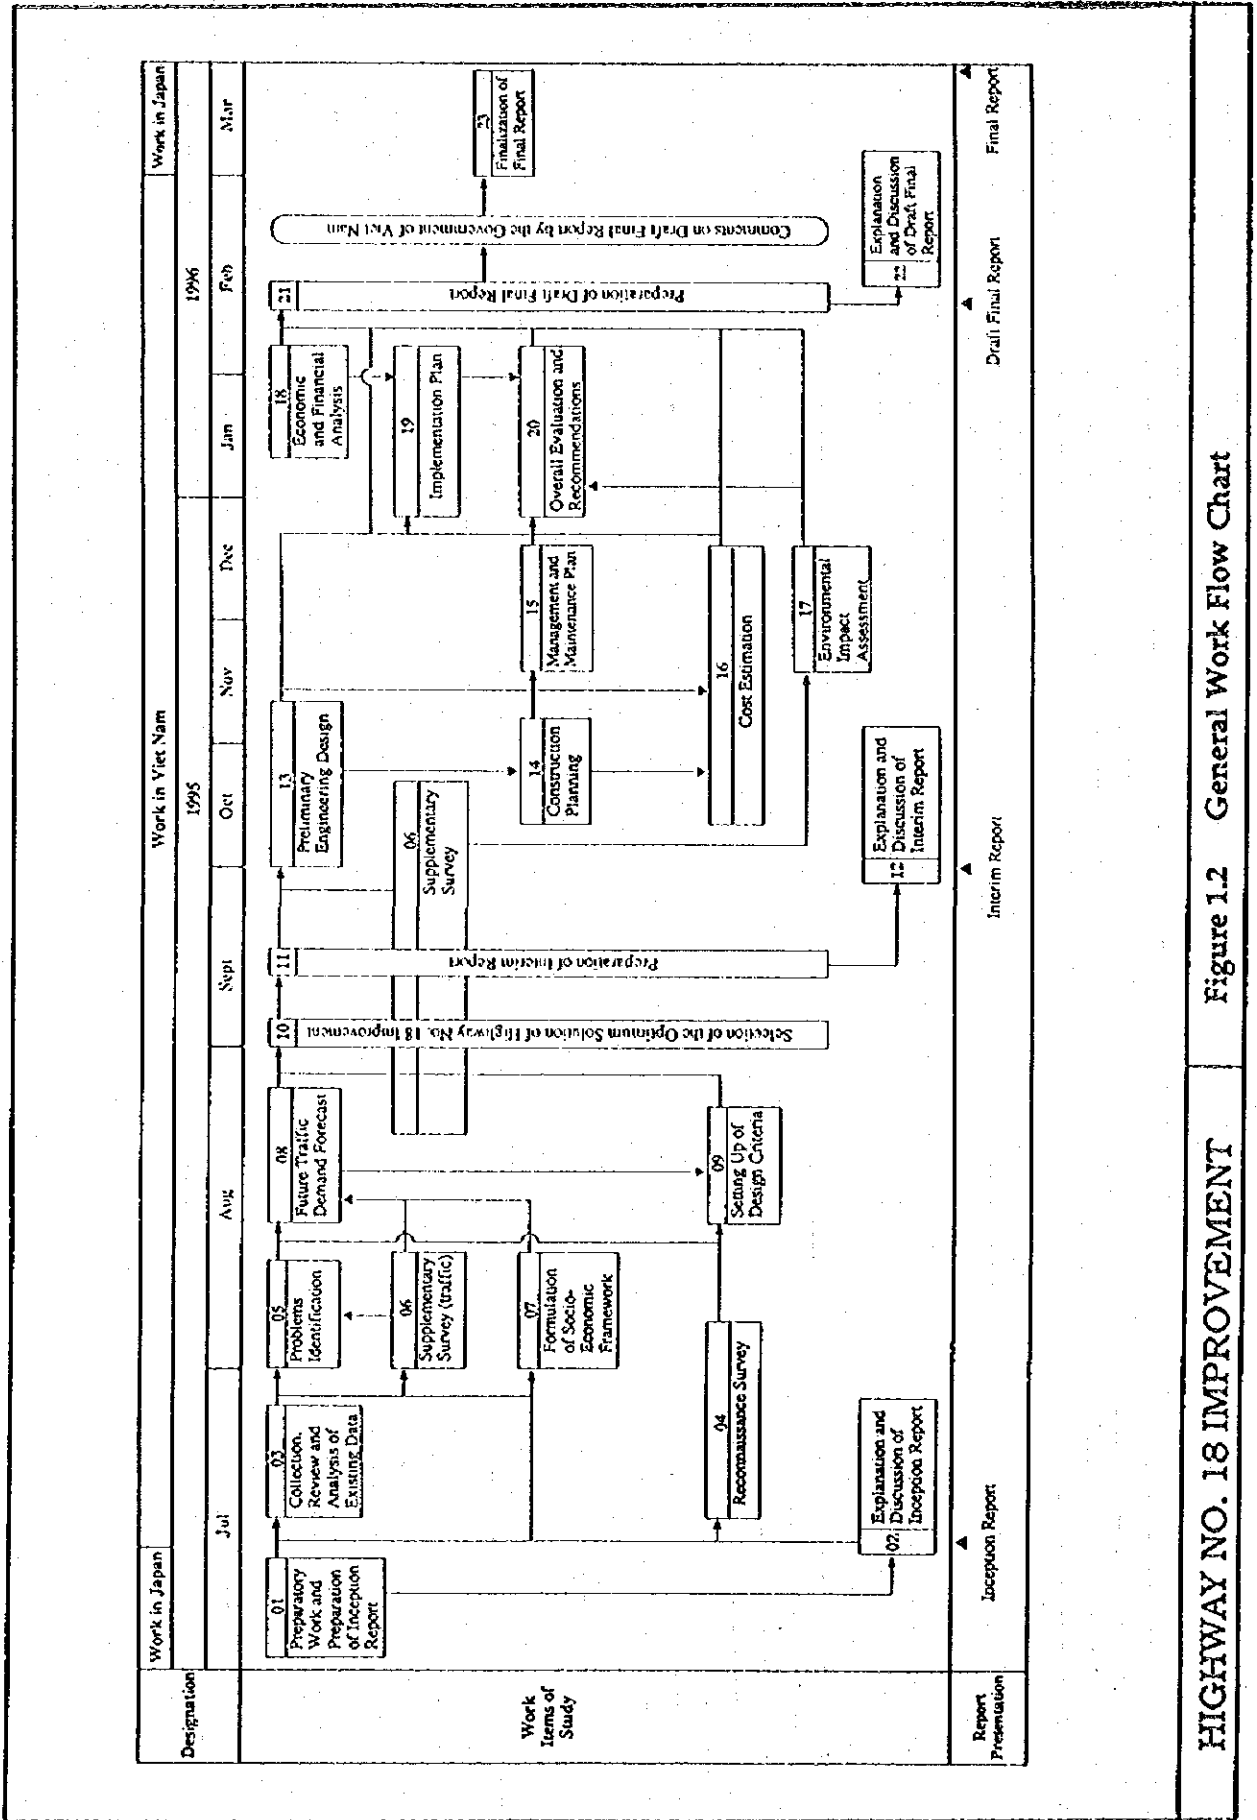 Designation
Work in Japan
Work in Viet Nam
Work in Japan
1995
1996
Jul
Aug
Sept
Oct
Nov
Dec
Jan
Feb
Mar
Work
Items of
Study
01
Preparatory
Work and
Preparation
of Inception
Report
02
Explanation and
Discussion of
Inception Report
03
Collection,
Review and
Analysis of
Existing Data
04
Reconnaissance Survey
05
Problems
Identification
06
Supplementary
Survey (traffic)
07
Formulation
of Socio-
Economic
Framework
08
Future Traffic
Demand Forecast
09
Setting Up of
Design Criteria
06
Supplementary
Survey
10
Selection of the Optimum Solution of Highway No. 18 Improvement
11
Preparation of Interim Report
12
Explanation and
Discussion of
Interim Report
13
Preliminary
Engineering Design
14
Construction
Planning
15
Management and
Maintenance Plan
16
Cost Estimation
17
Environmental
Impact
Assessment
18
Economic
and Financial
Analysis
19
Implementation Plan
20
Overall Evaluation and
Recommendations
21
Preparation of Draft Final Report
22
Explanation
and Discussion
of Draft Final
Report
Comments on Draft Final Report by the Government of Viet Nam
23
Finalization of
Final Report
Report
Presentation
Inception Report
Interim Report
Draft Final Report
Final Report
HIGHWAY NO. 18 IMPROVEMENT
Figure 1.2 General Work Flow Chart